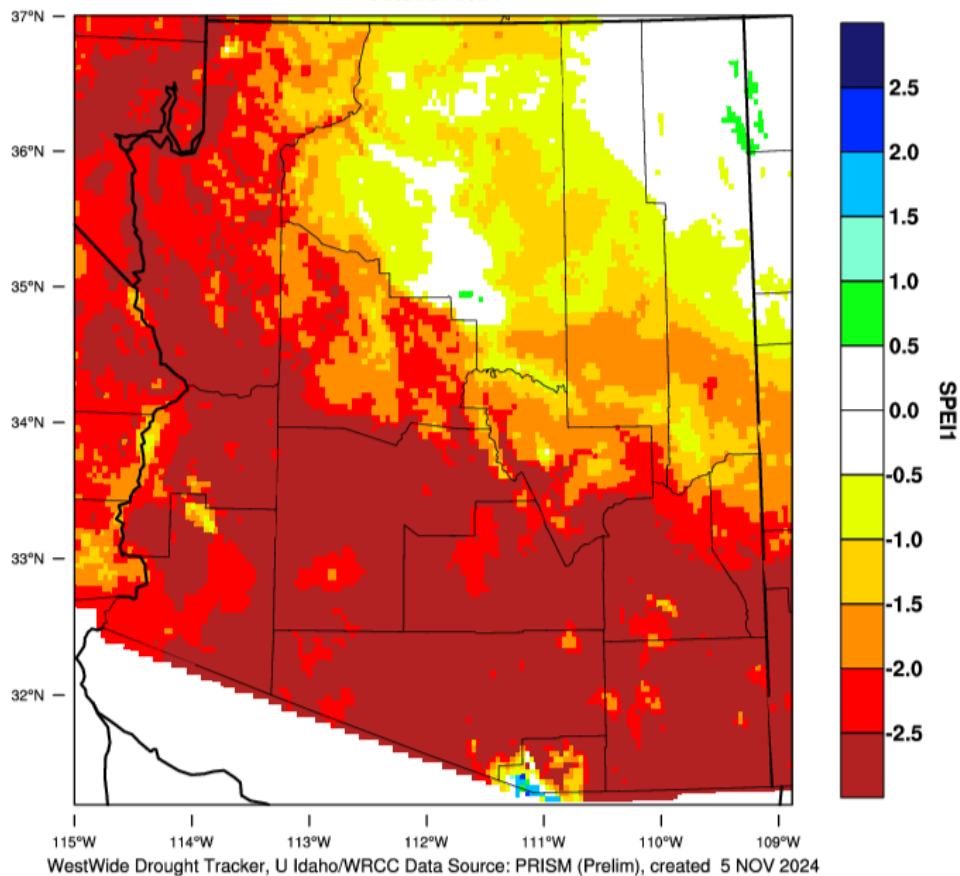 37°N
36°N
35°N
34°N
33°N
32°N
115°W 114°W 113°W 112°W 111°W 110°W 109°W
2.5
2.0
1.5
1.0
0.5
0.0
-0.5
-1.0
-1.5
-2.0
-2.5
SPEI1
WestWide Drought Tracker, U Idaho/WRCC Data Source: PRISM (Prelim), created 5 NOV 2024